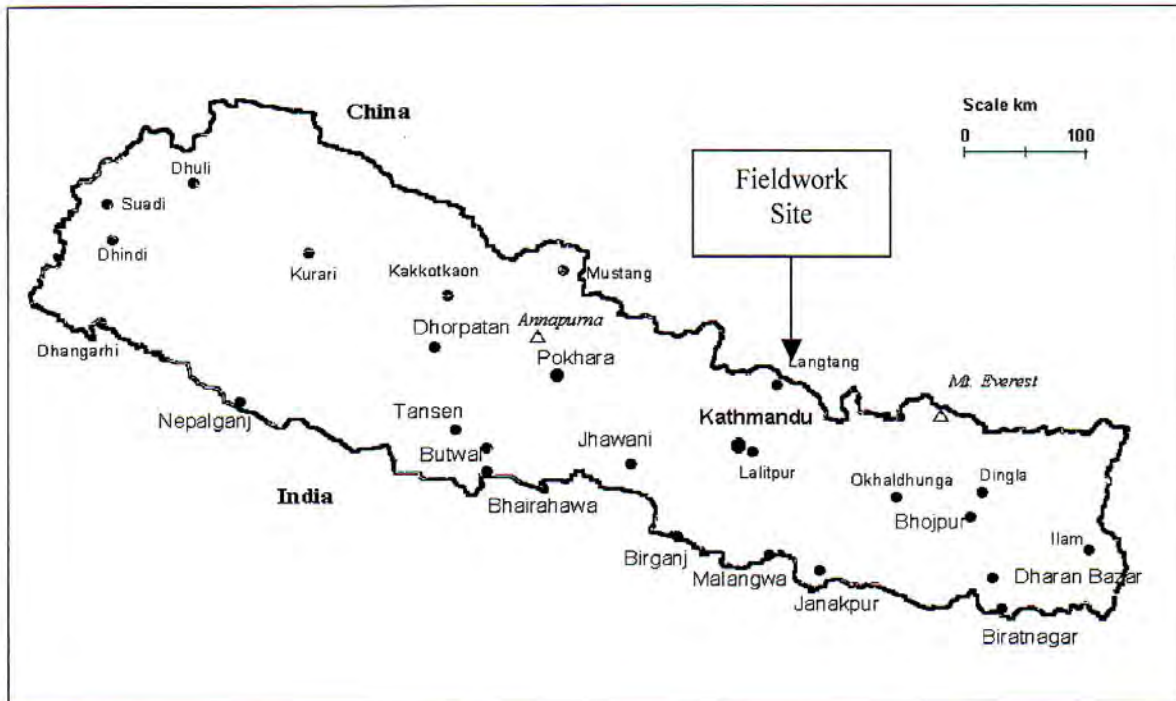 China
Scale km
0 100
Fieldwork
Site
Dhuli
Suadi
Dhindi
Kurari
Kakkotkaon
Mustang
Annapurna
Dhorpatan
Pokhara
Dhangarhi
Langtang
Mt. Everest
Nepalganj
Tansen
Kathmandu
Butwal
Jhawani
Lalitpur
India
Bhairahawa
Okhaldhunga
Dingla
Bhojpur
Birganj
Malangwa
Ilam
Janakpur
Dharan Bazar
Biratnagar